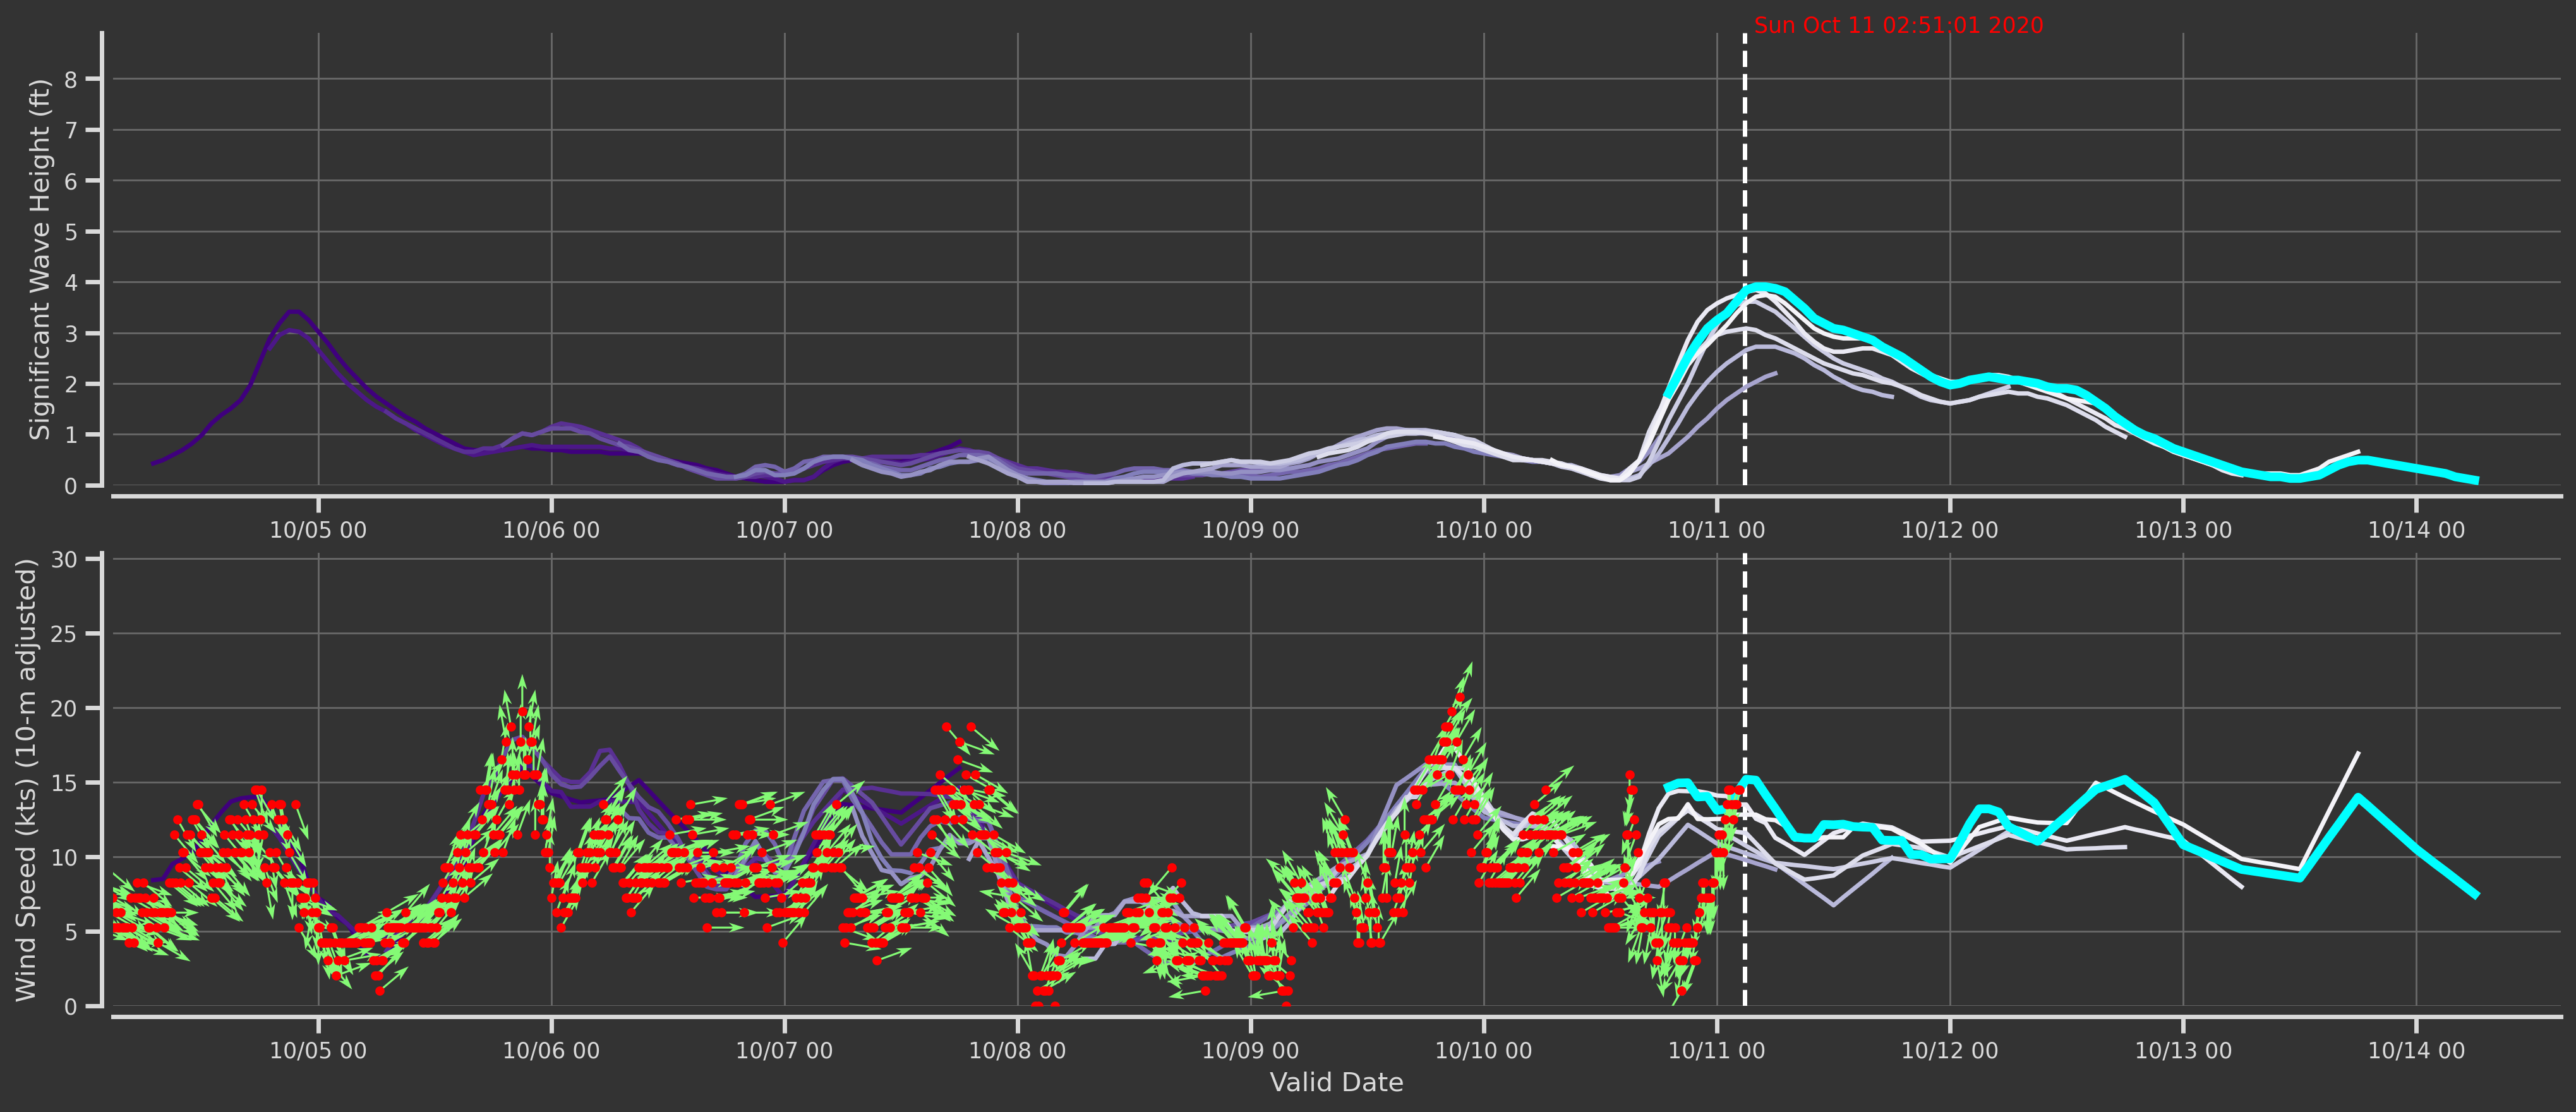 Sun Oct 11 02:51:01 2020
Significant Wave Height (ft)
8
7
6
5
4
3
2
1
0
10/05 00 10/06 00 10/07 00 10/08 00 10/09 00 10/10 00 10/11 00 10/12 00 10/13 00 10/14 00
Wind Speed (kts) (10-m adjusted)
30
25
20
15
10
5
0
10/05 00 10/06 00 10/07 00 10/08 00 10/09 00 10/10 00 10/11 00 10/12 00 10/13 00 10/14 00
Valid Date